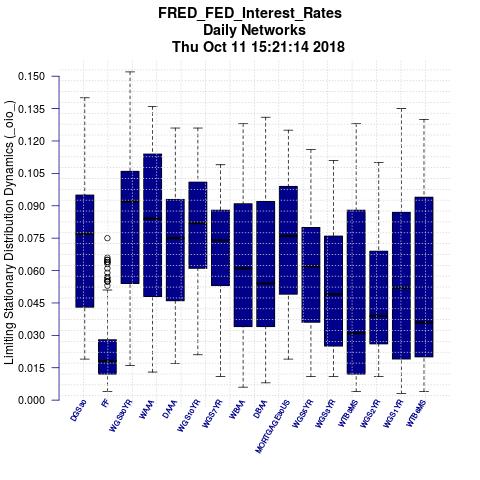 FRED_FED_Interest_Rates
Daily Networks
Thu Oct 11 15:21:14 2018
Limiting Stationary Distribution Dynamics (_oIo_)
0.150
0.135
0.120
0.105
0.090
0.075
0.060
0.045
0.030
0.015
0.000
DGS30
FF
WGS30YR
WAAA
DAAA
WGS10YR
WGS7YR
WBAA
DBAA
MORTGAGE30US
WGS5YR
WGS3YR
WTB3MS
WGS2YR
WGS1YR
WTB6MS